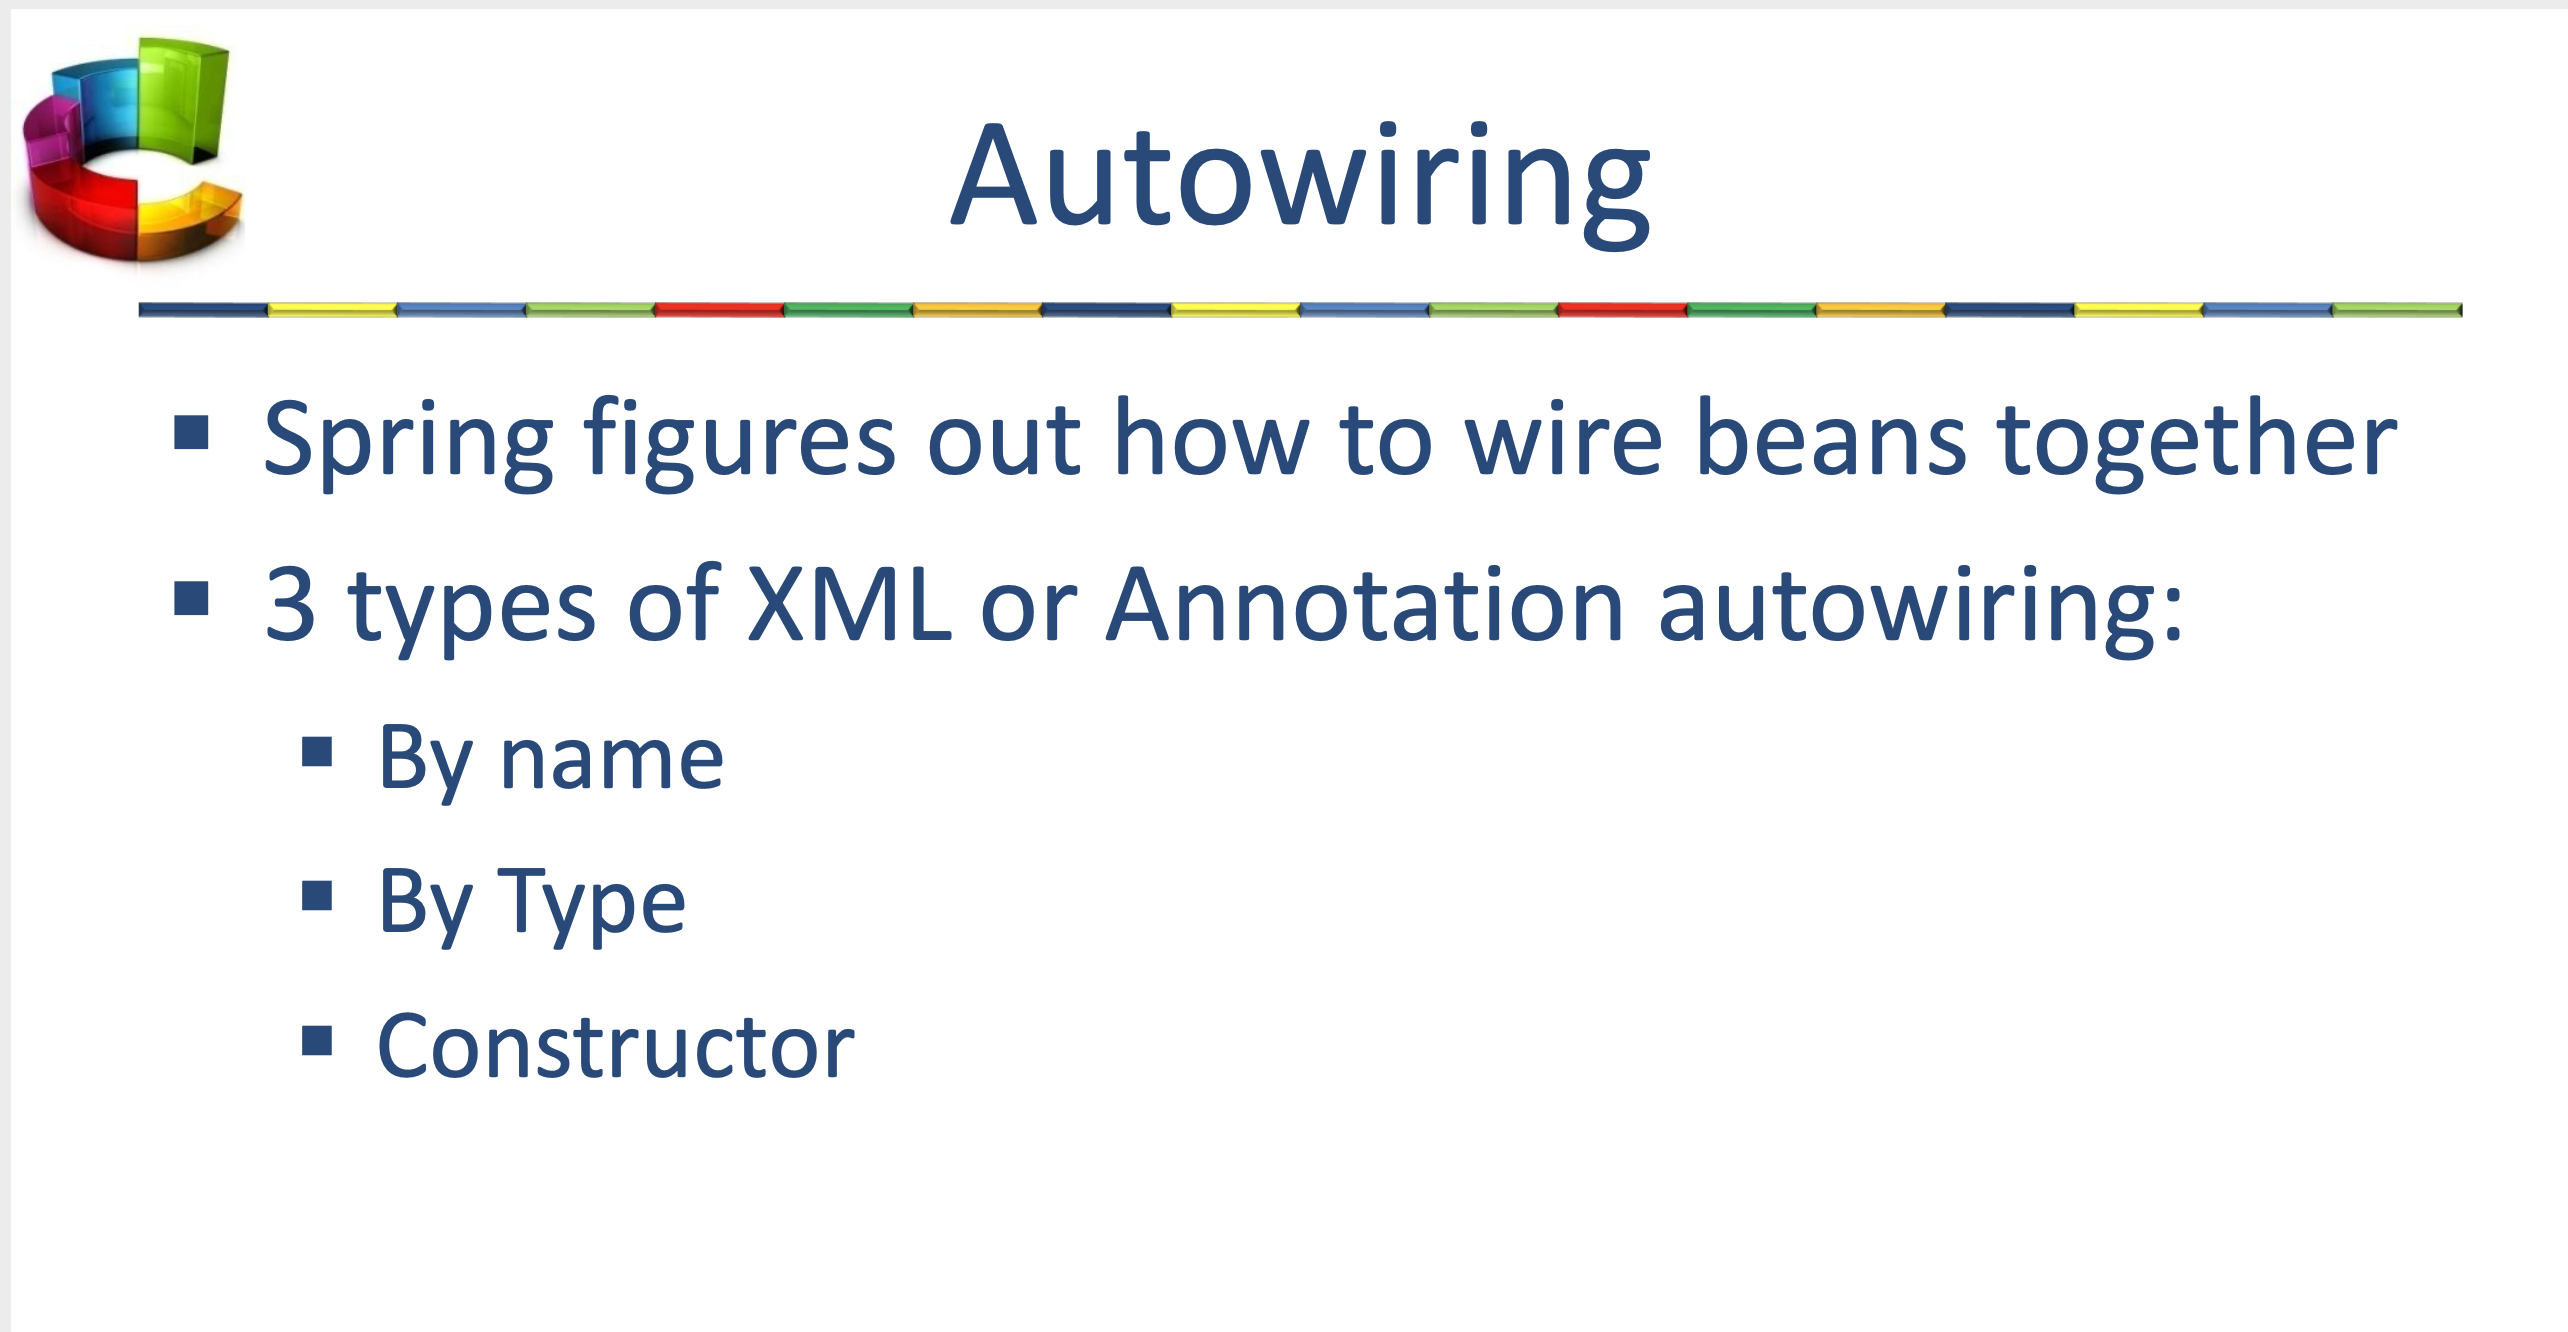 Autowiring
Spring figures out how to wire beans together
3 types of XML or Annotation autowiring:
By name
By Type
Constructor